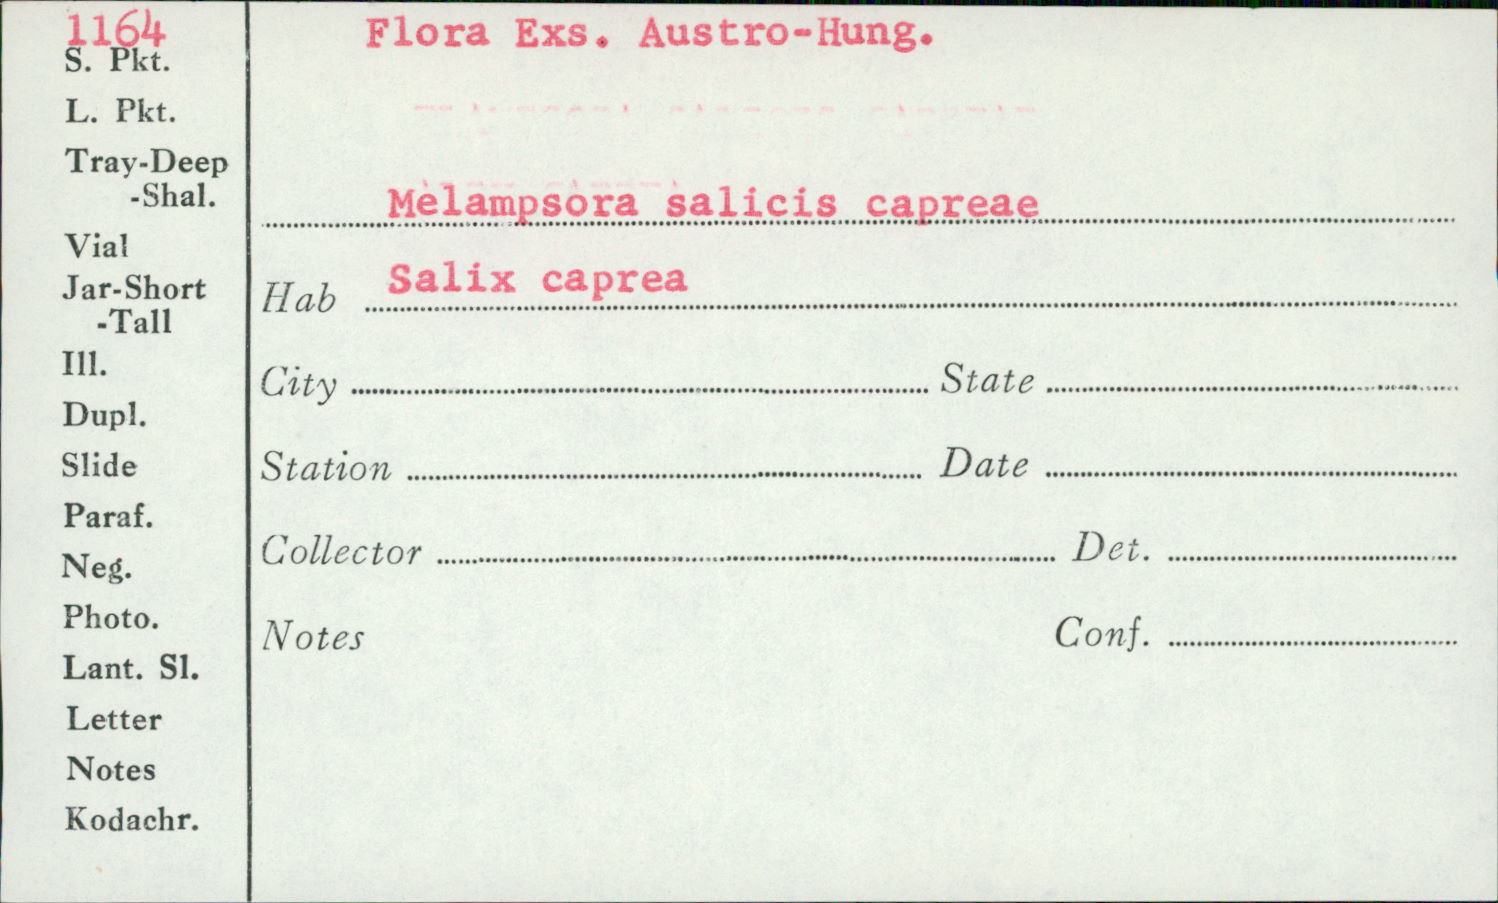 1164 Flora Exs. Austro-Hung.
S. Pkt.
L. Pkt.
Tray-Deep
-Shal.
Melampsora salicis capreae
Vial
Jar-Short
-Tall
Hab Salix caprea
Ill.
City State
Dupl.
Slide
Station Date
Paraf.
Neg.
Collector Det.
Photo.
Notes Conf.
Lant. Sl.
Letter
Notes
Kodachr.